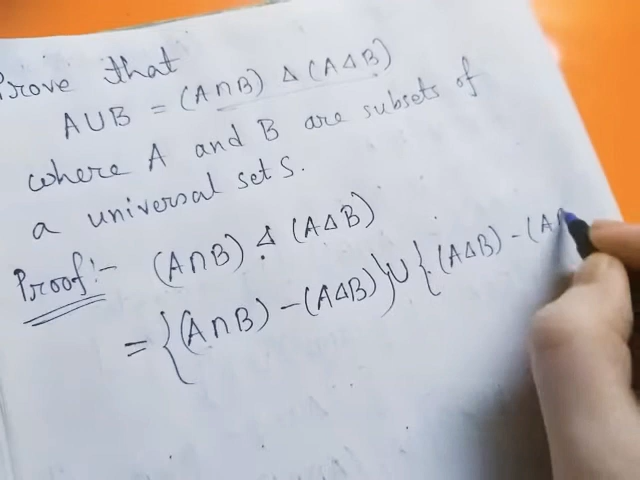 Prove that
A∪B = (A∩B) Δ (AΔB)
where A and B are subsets of
a universal set S.
Proof:- (A∩B) Δ (AΔB)
= {(A∩B) - (AΔB)} ∪ {(AΔB) - (A